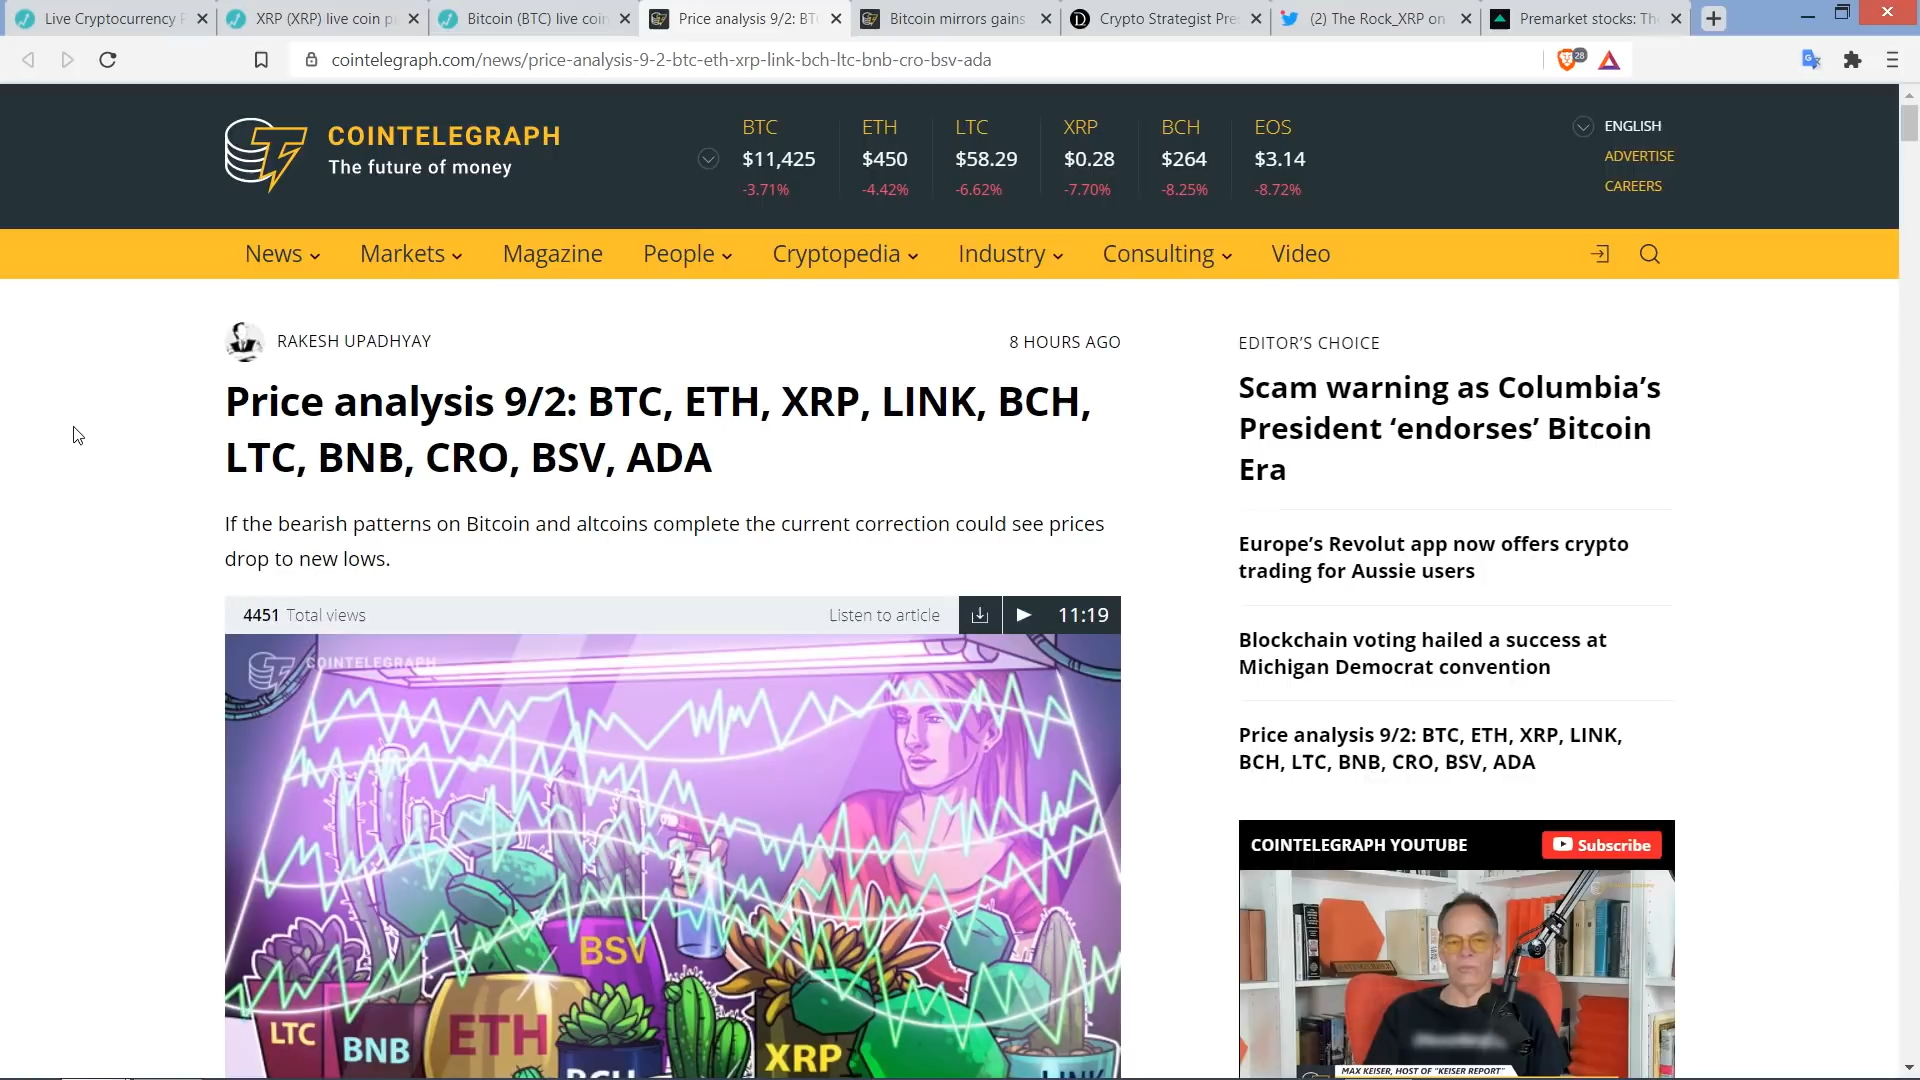 Live Cryptocurrency P
XRP (XRP) live coin p
Bitcoin (BTC) live coin
Price analysis 9/2: BT
Bitcoin mirrors gains
Crypto Strategist Pre
(2) The Rock_XRP on
Premarket stocks: Th
cointelegraph.com/news/price-analysis-9-2-btc-eth-xrp-link-bch-ltc-bnb-cro-bsv-ada
28
COINTELEGRAPH
The future of money
BTC ETH LTC XRP BCH EOS
$11,425 $450 $58.29 $0.28 $264 $3.14
-3.71% -4.42% -6.62% -7.70% -8.25% -8.72%
ENGLISH
ADVERTISE
CAREERS
News Markets Magazine People Cryptopedia Industry Consulting Video
RAKESH UPADHYAY
8 HOURS AGO
Price analysis 9/2: BTC, ETH, XRP, LINK, BCH,
LTC, BNB, CRO, BSV, ADA
If the bearish patterns on Bitcoin and altcoins complete the current correction could see prices
drop to new lows.
4451 Total views
Listen to article
11:19
COINTELEGRAPH
BSV
LTC
BNB
ETH
BCH
XRP
LINK
EDITOR'S CHOICE
Scam warning as Columbia's
President ‘endorses’ Bitcoin
Era
Europe's Revolut app now offers crypto
trading for Aussie users
Blockchain voting hailed a success at
Michigan Democrat convention
Price analysis 9/2: BTC, ETH, XRP, LINK,
BCH, LTC, BNB, CRO, BSV, ADA
COINTELEGRAPH YOUTUBE
Subscribe
MAX KEISER, HOST OF "KEISER REPORT"